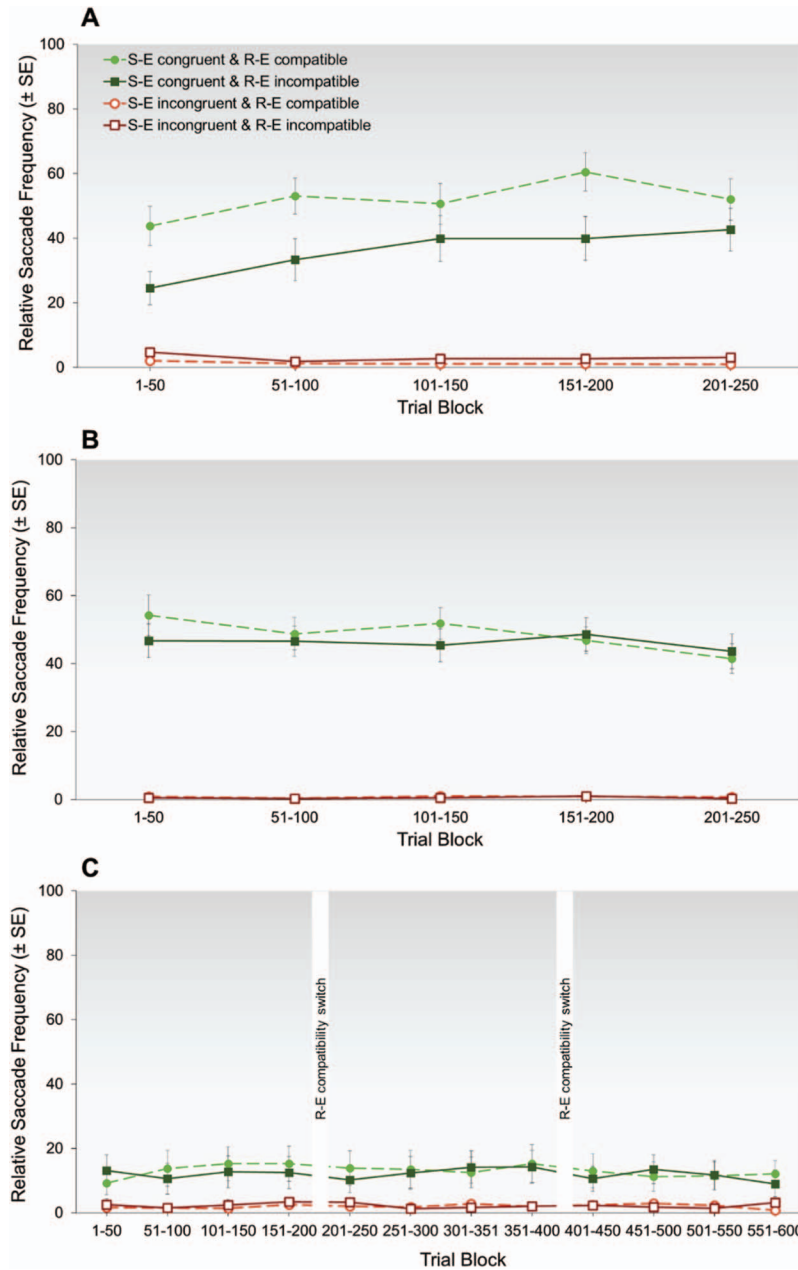 A
Relative Saccade Frequency (± SE)
100
80
60
40
20
0
S-E congruent & R-E compatible
S-E congruent & R-E incompatible
S-E incongruent & R-E compatible
S-E incongruent & R-E incompatible
1-50 51-100 101-150 151-200 201-250
Trial Block
B
Relative Saccade Frequency (± SE)
100
80
60
40
20
0
1-50 51-100 101-150 151-200 201-250
Trial Block
C
Relative Saccade Frequency (± SE)
100
80
60
40
20
0
R-E compatibility switch
R-E compatibility switch
1-50 51-100 101-150 151-200 201-250 251-300 301-351 351-400 401-450 451-500 501-550 551-600
Trial Block